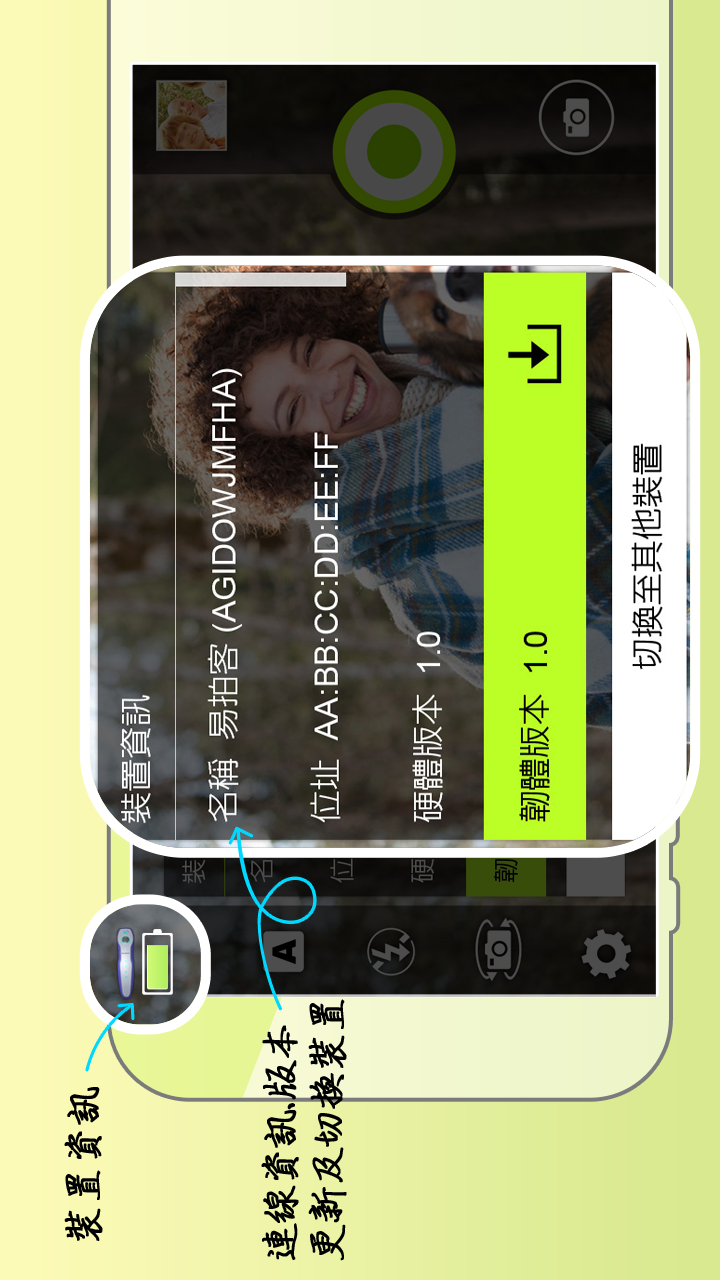 裝置資訊
連線資訊、版本
更新及切換裝置
A
裝
名
位
硬
韌
裝置資訊
名稱 易拍客 (AGIDOWJMFHA)
位址 AA:BB:CC:DD:EE:FF
硬體版本 1.0
韌體版本 1.0
切換至其他裝置